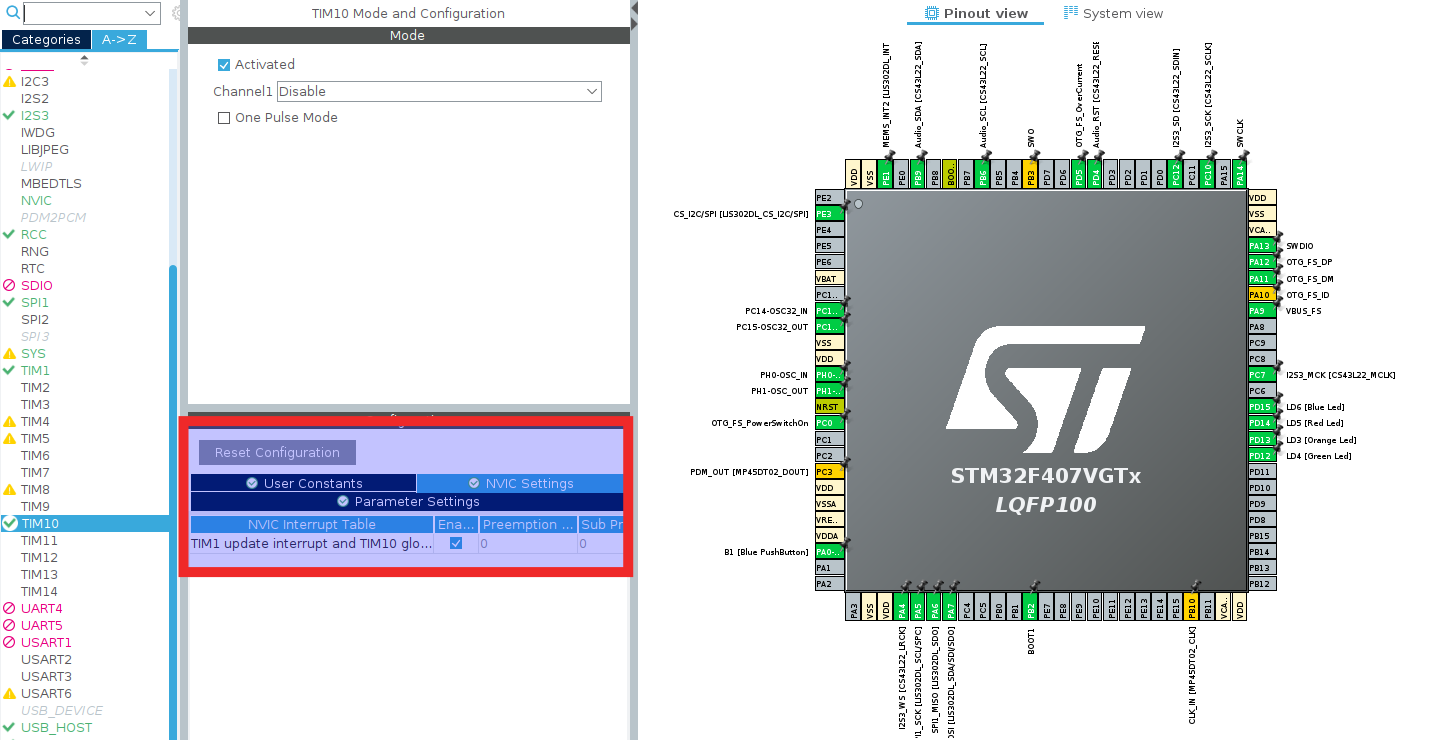 Categories
A->Z
I2C3
I2S2
I2S3
IWDG
LIBJPEG
LWIP
MBEDTLS
NVIC
PDM2PCM
RCC
RNG
RTC
SDIO
SPI1
SPI2
SPI3
SYS
TIM1
TIM2
TIM3
TIM4
TIM5
TIM6
TIM7
TIM8
TIM9
TIM10
TIM11
TIM12
TIM13
TIM14
UART4
UART5
USART1
USART2
USART3
USART6
USB_DEVICE
USB_HOST
TIM10 Mode and Configuration
Mode
Activated
Channel1 Disable
One Pulse Mode
Reset Configuration
User Constants
NVIC Settings
Parameter Settings
NVIC Interrupt Table Ena... Preemption ... Sub Pr
TIM1 update interrupt and TIM10 glo... 0 0
Pinout view
System view
MEMS_INT2 [LIS302DL_INT
Audio_SDA [CS43L22_SDA]
Audio_SCL [CS43L22_SCL]
SWO
OTG_FS_OverCurrent
Audio_RST [CS43L22_RESE
I2S3_SD [CS43L22_SDIN]
I2S3_SCK [CS43L22_SCLK]
SWCLK
VDD
VSS
PE1
PE0
PB9
PB8
BOO..
PB7
PB6
PB5
PB4
PB3
PD7
PD6
PD5
PD4
PD3
PD2
PD1
PD0
PC12
PC11
PC10
PA15
PA14
PE2
CS_I2C/SPI [LIS302DL_CS_I2C/SPI] PE3
PE4
PE5
PE6
VBAT
PC1..
PC14-OSC32_IN PC1..
PC15-OSC32_OUT PC1..
VSS
VDD
PH0-OSC_IN PH0-..
PH1-OSC_OUT PH1-..
NRST
OTG_FS_PowerSwitchOn PC0
PC1
PC2
PDM_OUT [MP45DT02_DOUT] PC3
VDD
VSSA
VRE..
VDDA
B1 [Blue PushButton] PA0-..
PA1
PA2
STM32F407VGTx
LQFP100
VDD
VSS
VCA..
PA13 SWDIO
PA12 OTG_FS_DP
PA11 OTG_FS_DM
PA10 OTG_FS_ID
PA9 VBUS_FS
PA8
PC9
PC8
PC7 I2S3_MCK [CS43L22_MCLK]
PC6
PD15 LD6 [Blue Led]
PD14 LD5 [Red Led]
PD13 LD3 [Orange Led]
PD12 LD4 [Green Led]
PD11
PD10
PD9
PD8
PB15
PB14
PB13
PB12
PA3
VSS
VDD
PA4
PA5
PA6
PA7
PC4
PC5
PB0
PB1
PB2
PE7
PE8
PE9
PE10
PE11
PE12
PE13
PE14
PE15
PB10
PB11
VCA..
VDD
I2S3_WS [CS43L22_LRCK]
PI1_SCK [LIS302DL_SCL/SPC]
SPI1_MISO [LIS302DL_SDO]
OSI [LIS302DL_SDA/SDI/SDO]
BOOT1
CLK_IN [MP45DT02_CLK]